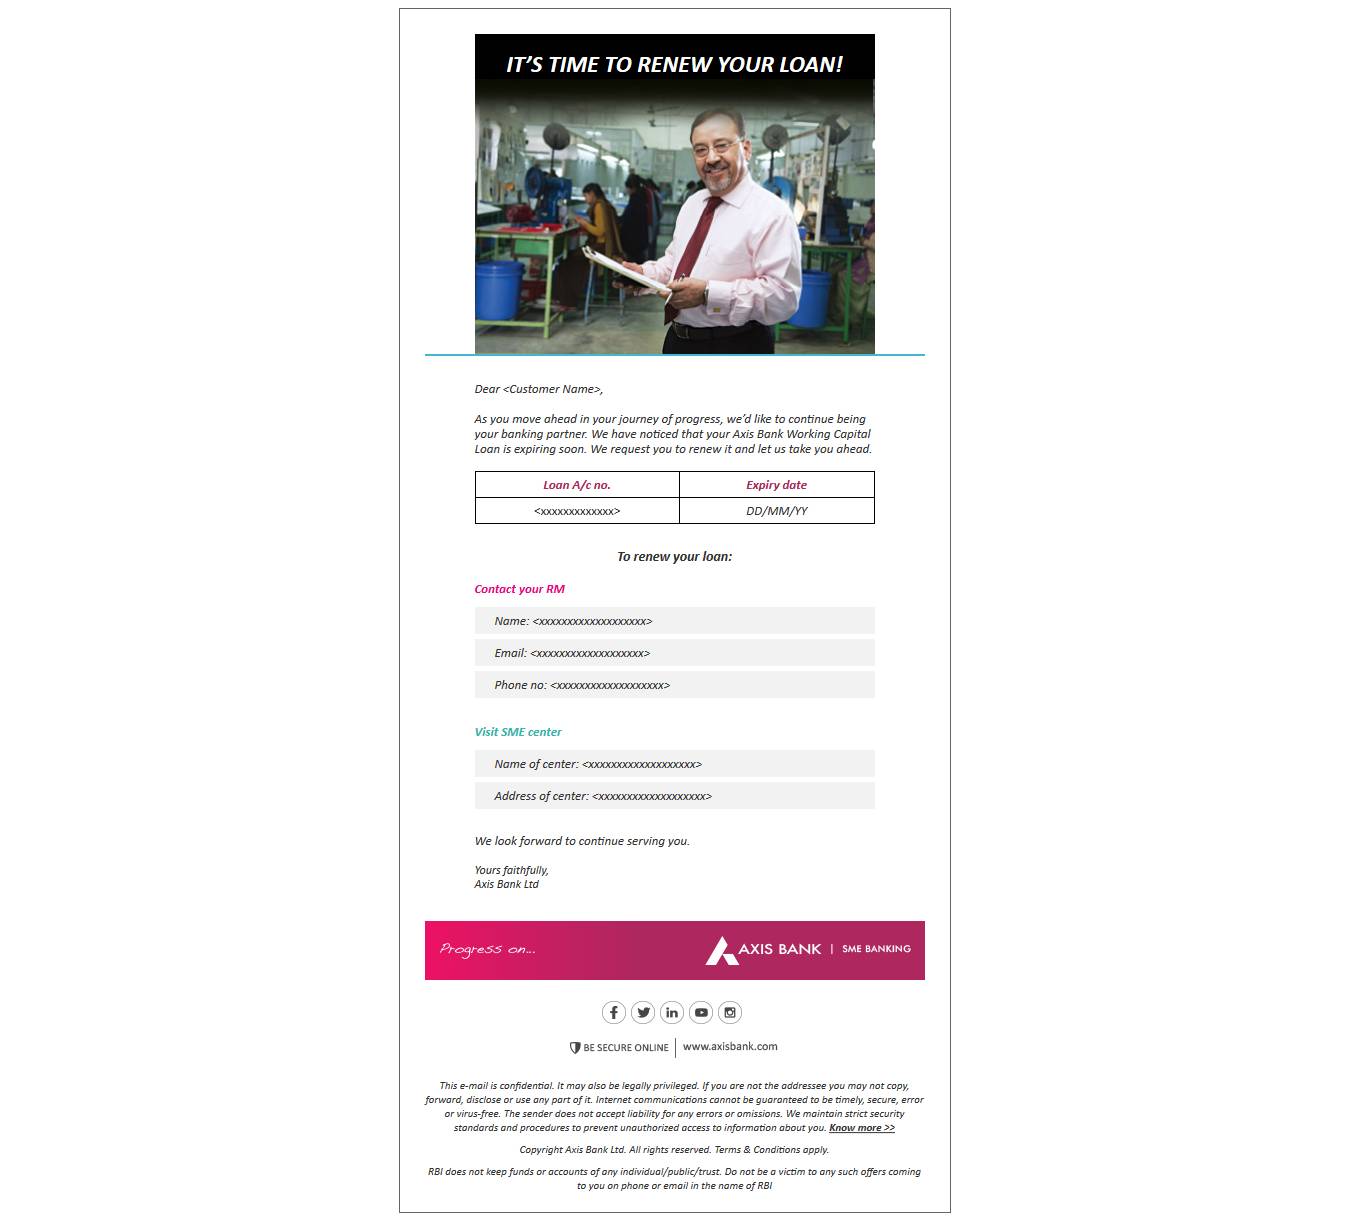 IT'S TIME TO RENEW YOUR LOAN!
Dear <Customer Name>,
As you move ahead in your journey of progress, we'd like to continue being
your banking partner. We have noticed that your Axis Bank Working Capital
Loan is expiring soon. We request you to renew it and let us take you ahead.
Loan A/c no. Expiry date
<xxxxxxxxxxxxx> DD/MM/YY
To renew your loan:
Contact your RM
Name: <xxxxxxxxxxxxxxxxxxx>
Email: <xxxxxxxxxxxxxxxxxxx>
Phone no: <xxxxxxxxxxxxxxxxxxx>
Visit SME center
Name of center: <xxxxxxxxxxxxxxxxxxx>
Address of center: <xxxxxxxxxxxxxxxxxxx>
We look forward to continue serving you.
Yours faithfully,
Axis Bank Ltd
Progress on... AXIS BANK | SME BANKING
BE SECURE ONLINE | www.axisbank.com
This e-mail is confidential. It may also be legally privileged. If you are not the addressee you may not copy,
forward, disclose or use any part of it. Internet communications cannot be guaranteed to be timely, secure, error
or virus-free. The sender does not accept liability for any errors or omissions. We maintain strict security
standards and procedures to prevent unauthorized access to information about you. Know more >>
Copyright Axis Bank Ltd. All rights reserved. Terms & Conditions apply.
RBI does not keep funds or accounts of any individual/public/trust. Do not be a victim to any such offers coming
to you on phone or email in the name of RBI